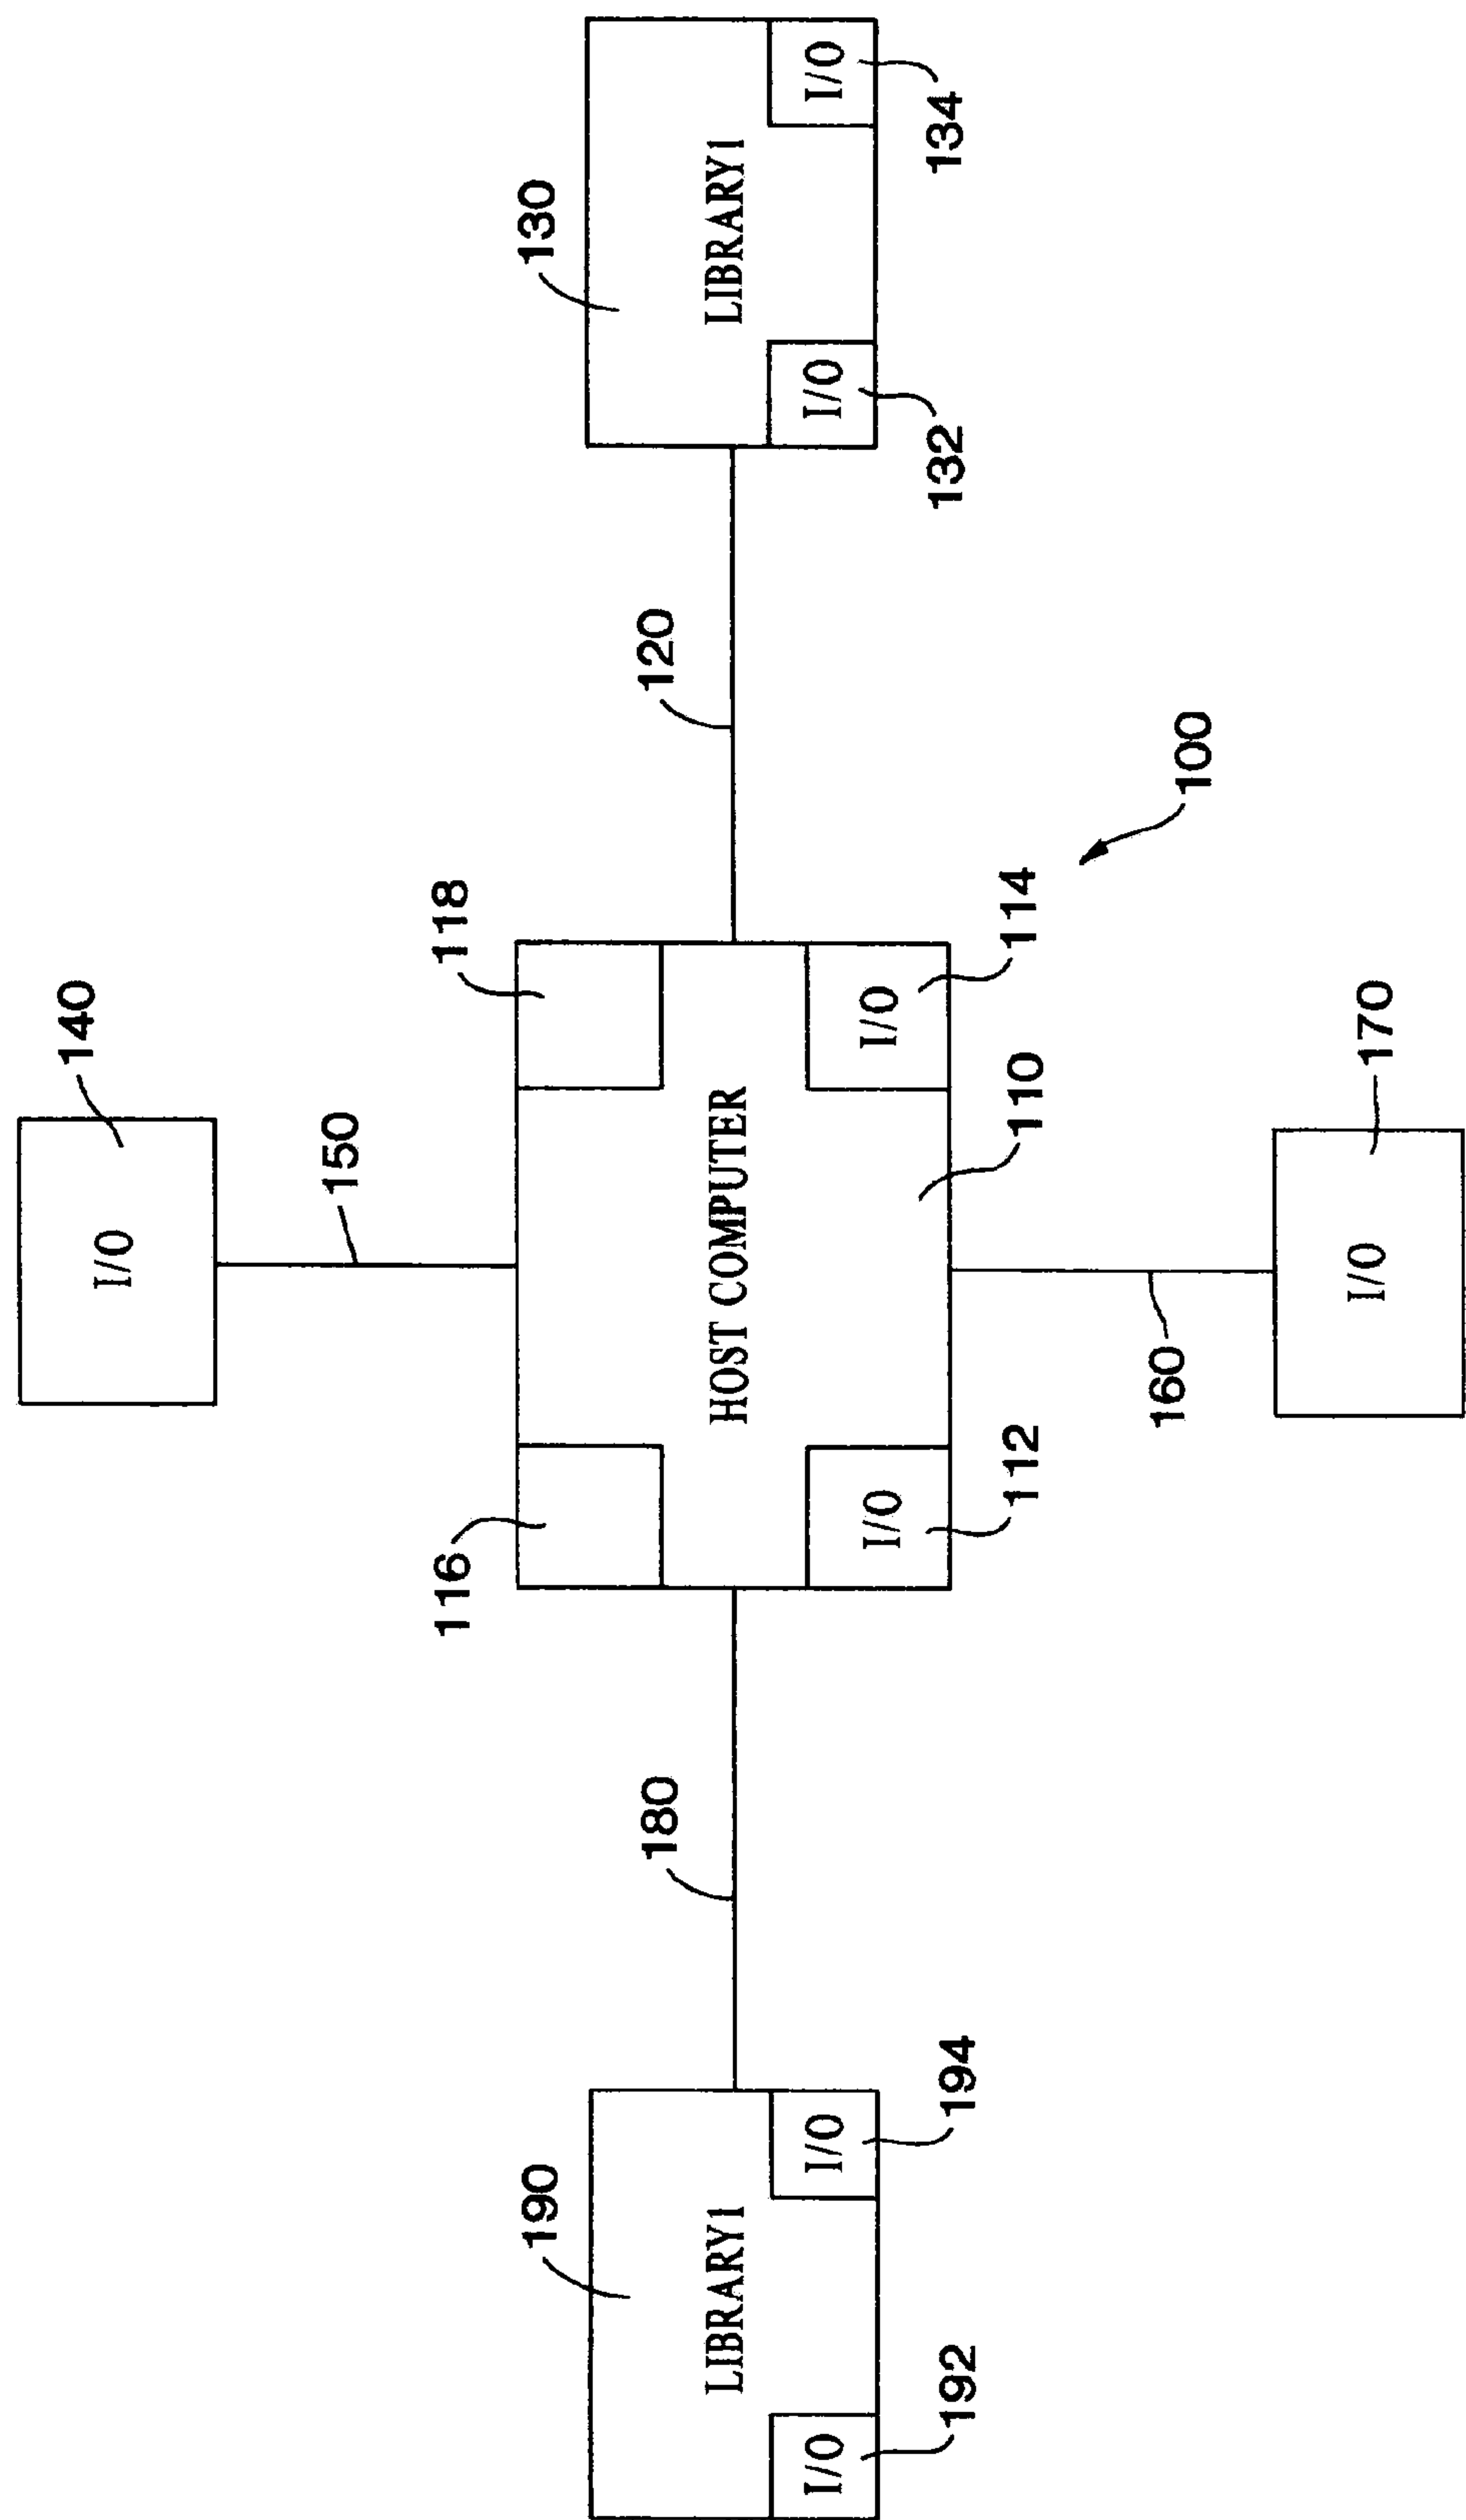 140
I/O
150
116
118
190
130
180
120
LIBRARY1
HOST COMPUTER
LIBRARY1
I/O
I/O
I/O
I/O
I/O
I/O
192
194
132
134
112
110
114
160
100
I/O
170